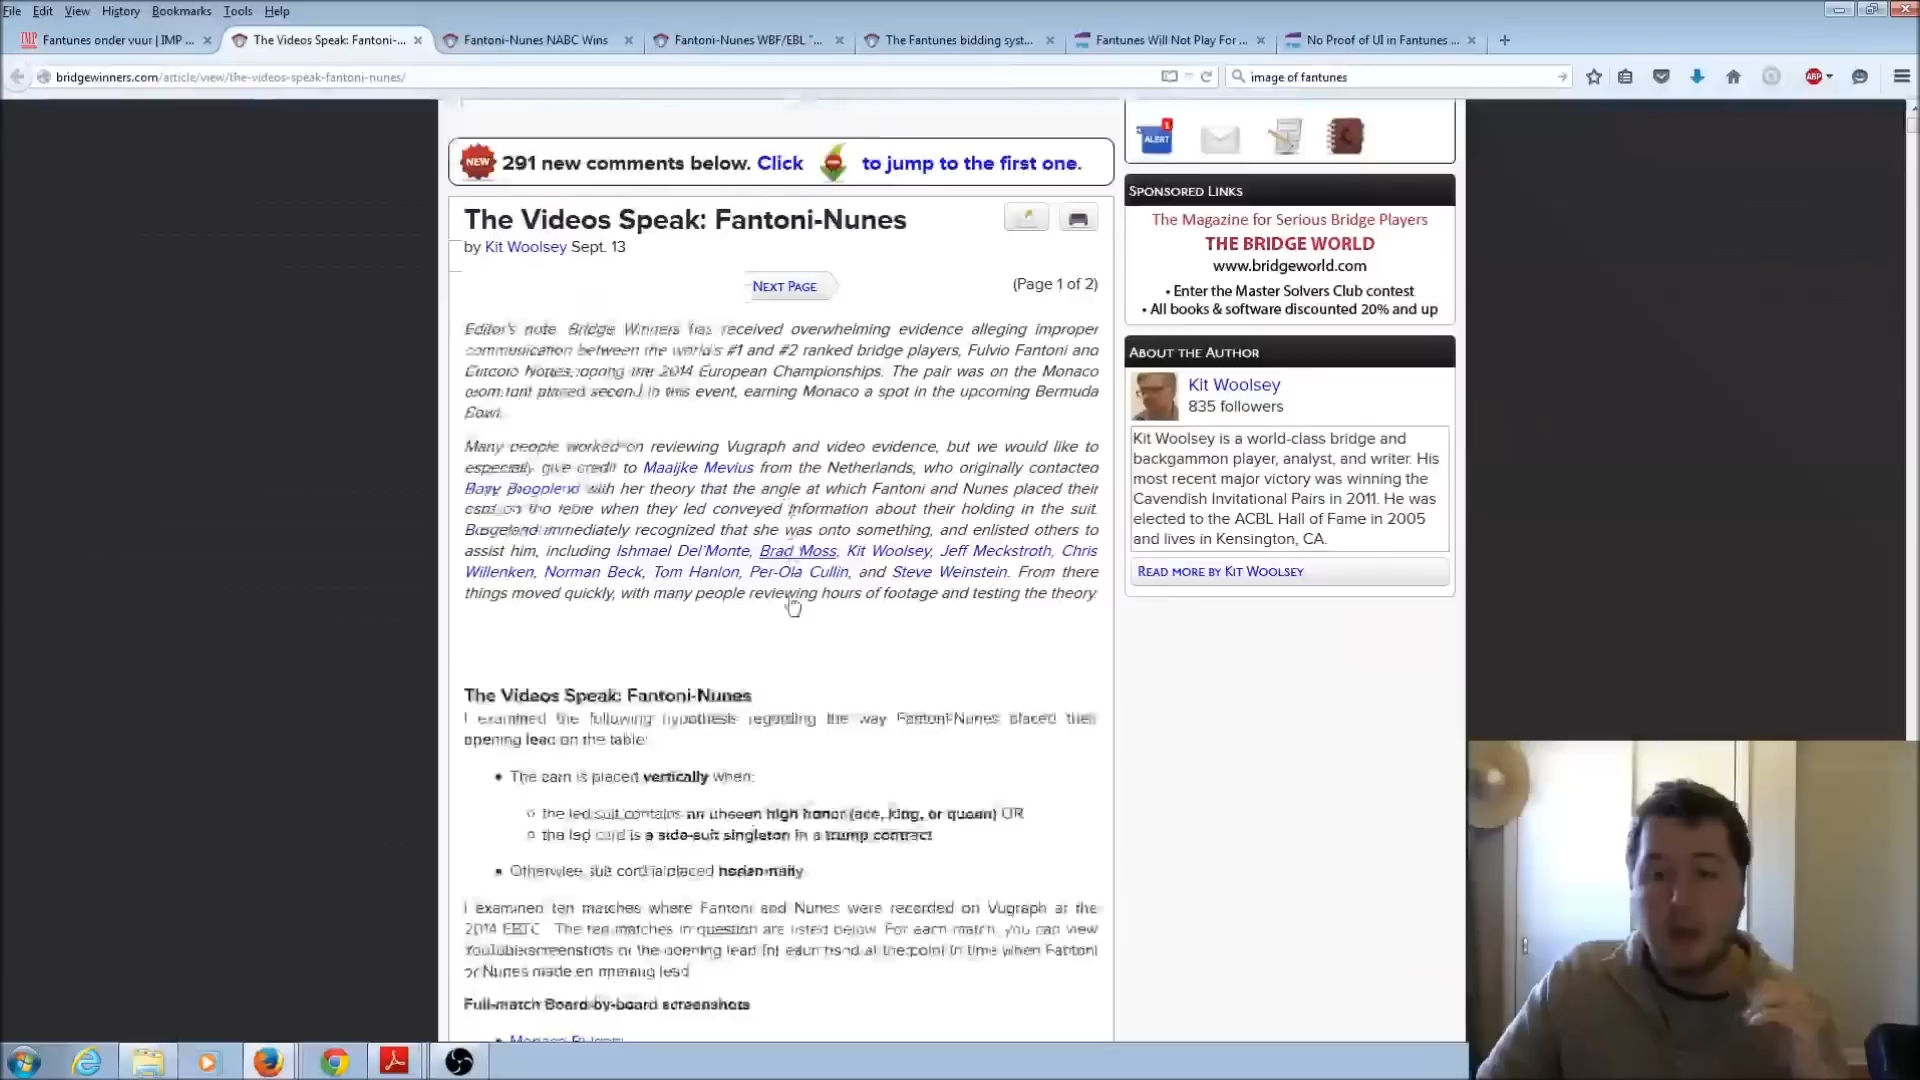 File Edit View History Bookmarks Tools Help
Fantunes onder vuur | IMP ...
The Videos Speak: Fantoni-...
Fantoni-Nunes NABC Wins
Fantoni-Nunes WBF/EBL "...
The Fantunes bidding syst...
Fantunes Will Not Play For ...
No Proof of UI in Fantunes ...
bridgewinners.com/article/view/the-videos-speak-fantoni-nunes/
image of fantunes
ABP
NEW 291 new comments below. Click to jump to the first one.
The Videos Speak: Fantoni-Nunes
by Kit Woolsey Sept. 13
NEXT PAGE
(Page 1 of 2)
Editor's note: Bridge Winners has received overwhelming evidence alleging improper
communication between the world's #1 and #2 ranked bridge players, Fulvio Fantoni and
Nunes, during the 2014 European Championships. The pair was on the Monaco
team that placed second in this event, earning Monaco a spot in the upcoming Bermuda
Bowl.
Many people worked on reviewing Vugraph and video evidence, but we would like to
especially give credit to Maaijke Mevius from the Netherlands, who originally contacted
Boye Brogeland with her theory that the angle at which Fantoni and Nunes placed their
card on the table when they led conveyed information about their holding in the suit.
Brogeland immediately recognized that she was onto something, and enlisted others to
assist him, including Ishmael Del'Monte, Brad Moss, Kit Woolsey, Jeff Meckstroth, Chris
Willenken, Norman Beck, Tom Hanlon, Per-Ola Cullin, and Steve Weinstein. From there
things moved quickly, with many people reviewing hours of footage and testing the theory.
The Videos Speak: Fantoni-Nunes
I examined the following hypothesis regarding the way Fantoni-Nunes placed their
opening lead on the table:
• The card is placed vertically when:
○ the led suit contains an unseen high honor (ace, king, or queen) OR
○ the led card is a side-suit singleton in a trump contract
• Otherwise, the card is placed horizontally
I examined ten matches where Fantoni and Nunes were recorded on Vugraph at the
2014 EBTC. The ten matches in question are listed below. For each match, you can view
YouTube screenshots of the opening lead for each hand at the point in time when Fantoni
or Nunes made an opening lead
Full-match Board-by-board screenshots
ALERT
1
SPONSORED LINKS
The Magazine for Serious Bridge Players
THE BRIDGE WORLD
www.bridgeworld.com
• Enter the Master Solvers Club contest
• All books & software discounted 20% and up
ABOUT THE AUTHOR
Kit Woolsey
835 followers
Kit Woolsey is a world-class bridge and
backgammon player, analyst, and writer. His
most recent major victory was winning the
Cavendish Invitational Pairs in 2011. He was
elected to the ACBL Hall of Fame in 2005
and lives in Kensington, CA.
READ MORE BY KIT WOOLSEY